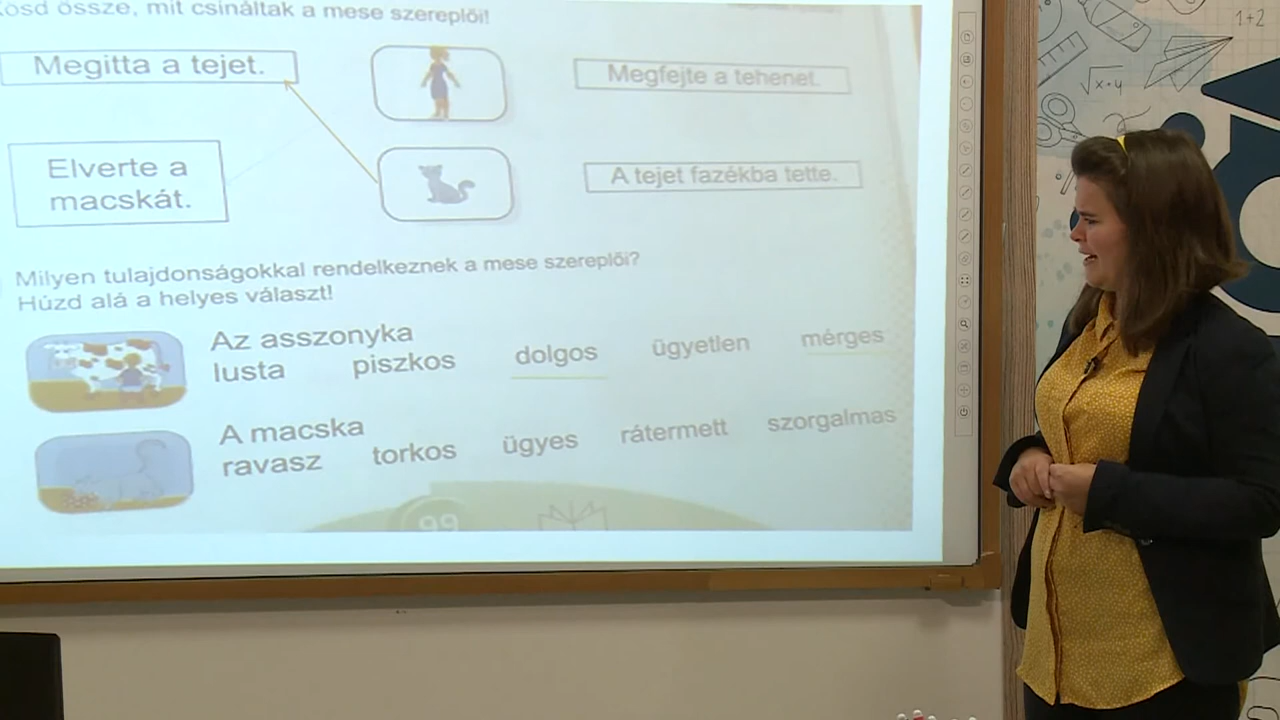 ösd össze, mit csináltak a mese szereplői!
Megitta a tejet.
Megfejte a tehenet.
Elverte a
macskát.
A tejet fazékba tette.
Milyen tulajdonságokkal rendelkeznek a mese szereplői?
Húzd alá a helyes választ!
Az asszonyka
lusta piszkos dolgos ügyetlen mérges
A macska
ravasz torkos ügyes rátermett szorgalmas
99
1+2
√x+y